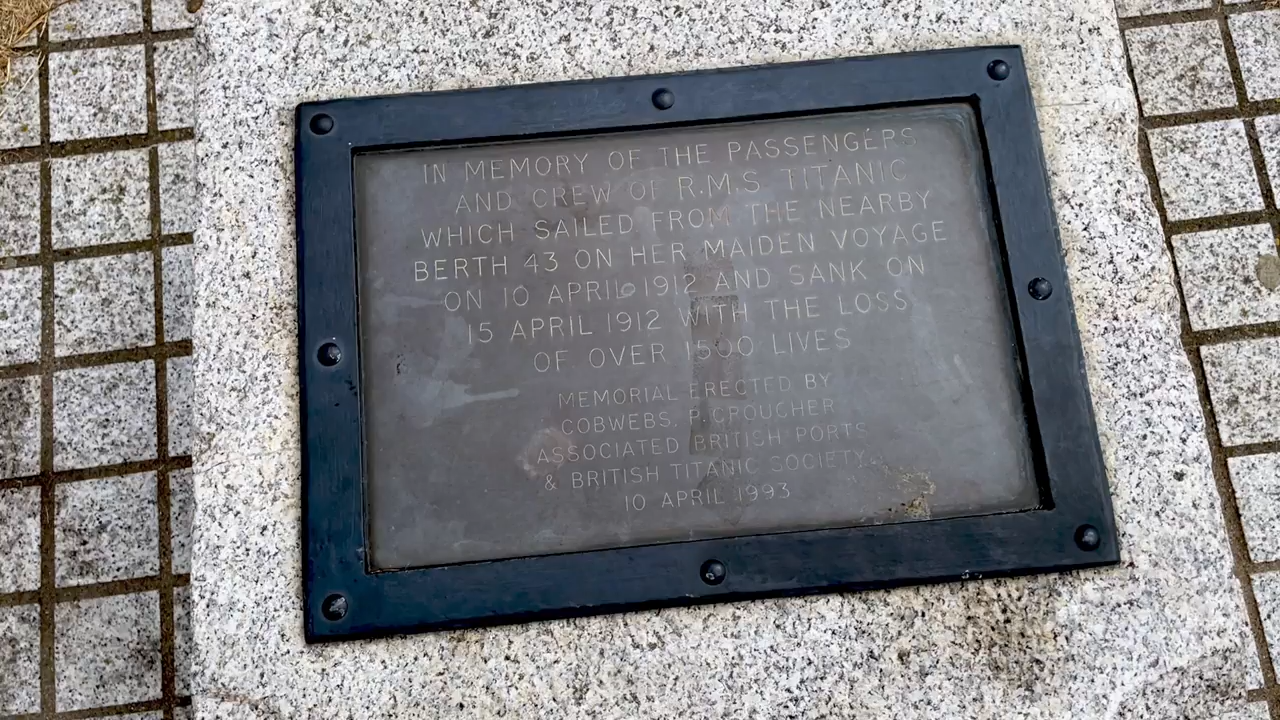 IN MEMORY OF THE PASSENGERS
AND CREW OF R.M.S TITANIC
WHICH SAILED FROM THE NEARBY
BERTH 43 ON HER MAIDEN VOYAGE
ON 10 APRIL 1912 AND SANK ON
15 APRIL 1912 WITH THE LOSS
OF OVER 1500 LIVES
MEMORIAL ERECTED BY
COBWEBS, P. CROUCHER
ASSOCIATED BRITISH PORTS
& BRITISH TITANIC SOCIETY
10 APRIL 1993